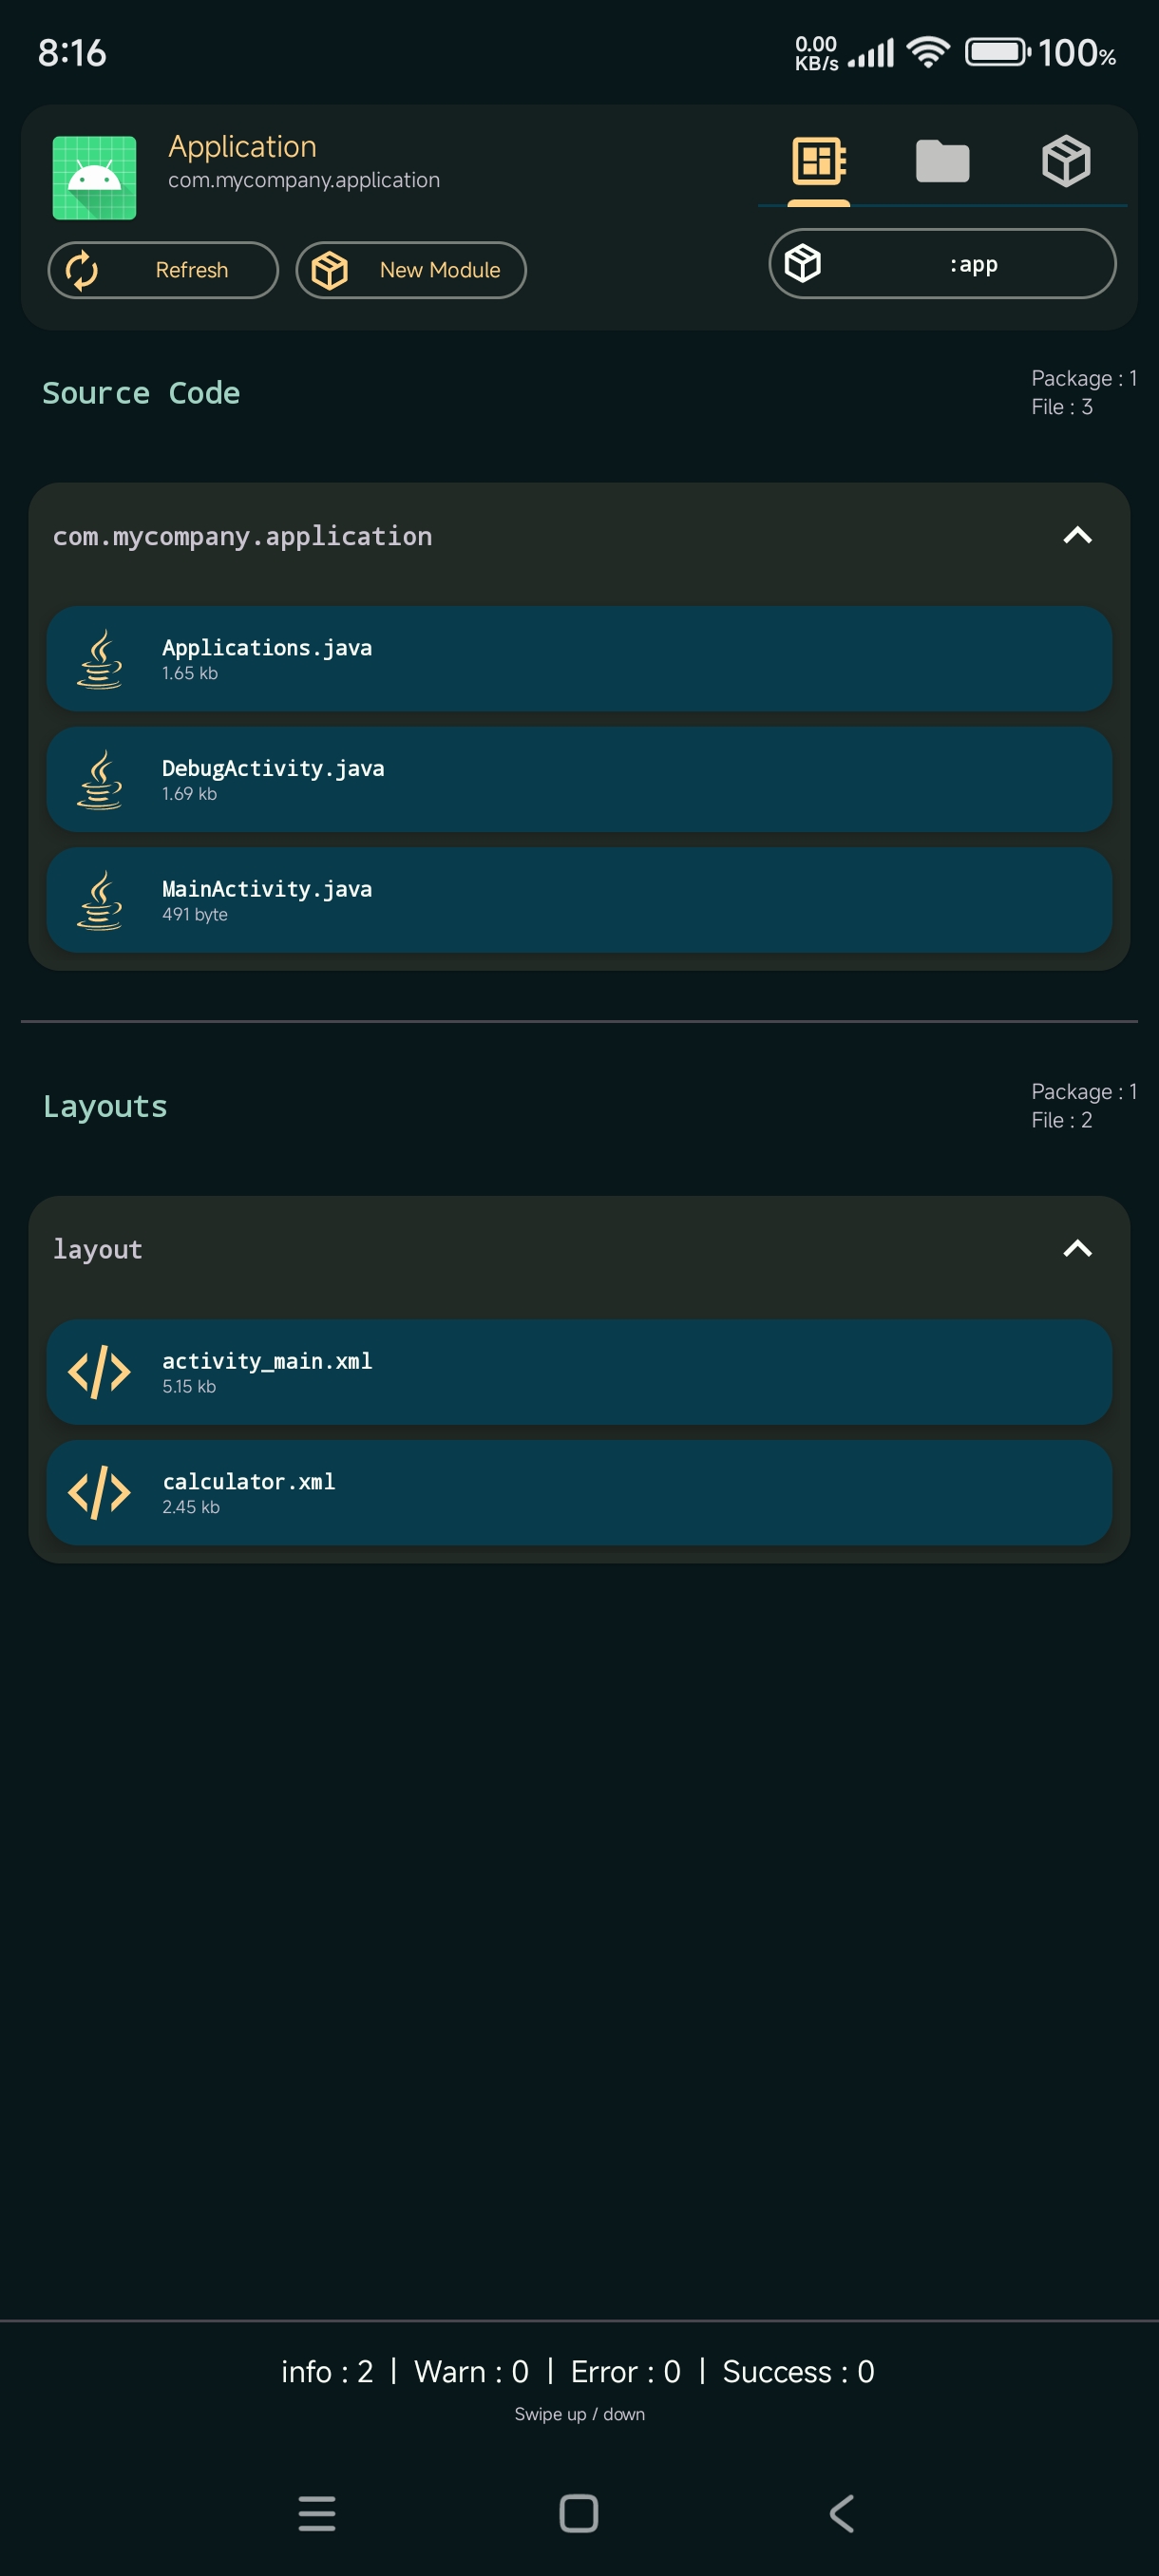 8:16
0.00 KB/s
100%
Application
com.mycompany.application
Refresh
New Module
:app
Source Code
Package : 1
File : 3
com.mycompany.application
Applications.java
1.65 kb
DebugActivity.java
1.69 kb
MainActivity.java
491 byte
Layouts
Package : 1
File : 2
layout
activity_main.xml
5.15 kb
calculator.xml
2.45 kb
info : 2 | Warn : 0 | Error : 0 | Success : 0
Swipe up / down